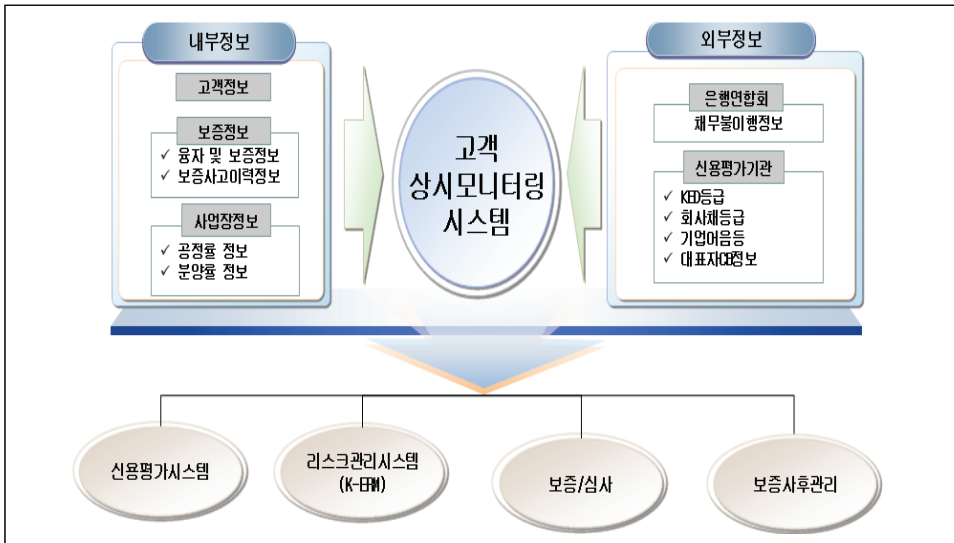 내부정보
고객정보
보증정보
✓ 융자 및 보증정보
✓ 보증사고이력정보
사업장정보
✓ 공정률 정보
✓ 분양률 정보
고객
상시모니터링
시스템
외부정보
은행연합회
채무불이행정보
신용평가기관
✓ KED등급
✓ 회사채등급
✓ 기업어음등
✓ 대표자CB정보
신용평가시스템
리스크관리시스템
(K-ERM)
보증/심사
보증사후관리